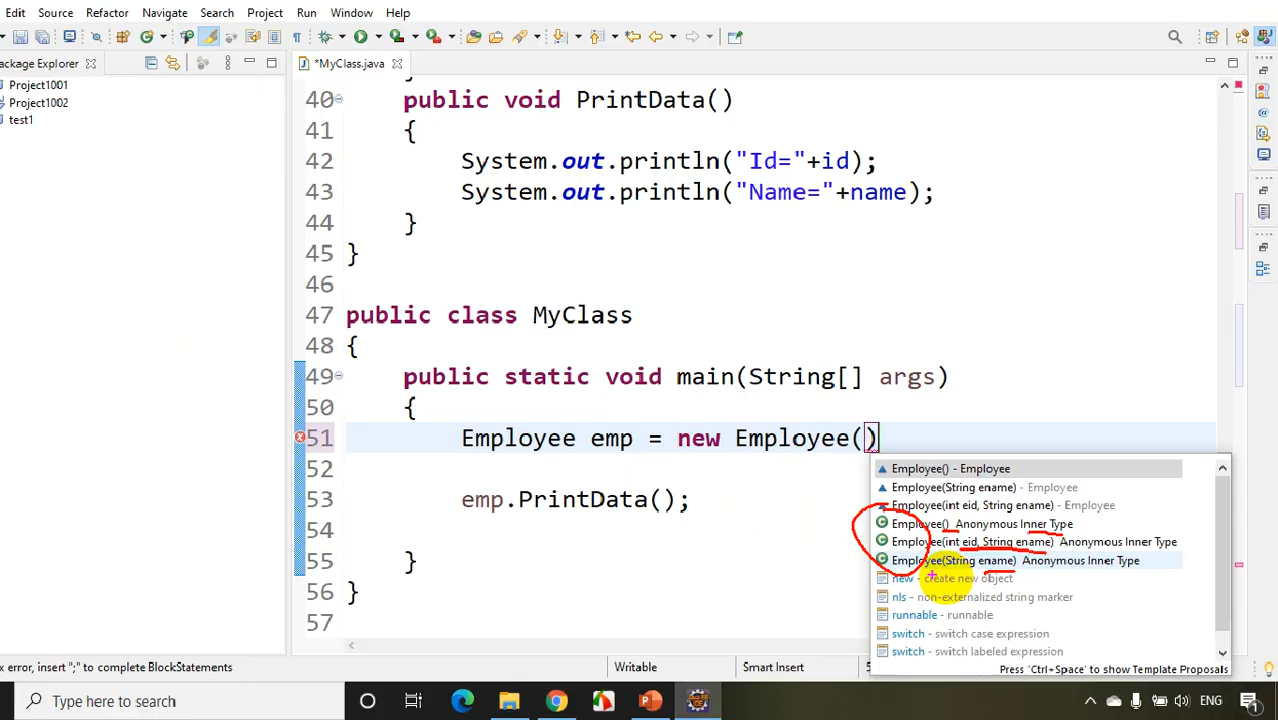 Edit Source Refactor Navigate Search Project Run Window Help
ackage Explorer
*MyClass.java
Project1001
Project1002
test1
40 public void PrintData()
41 {
42 System.out.println("Id="+id);
43 System.out.println("Name="+name);
44 }
45 }
46
47 public class MyClass
48 {
49 public static void main(String[] args)
50 {
51 Employee emp = new Employee()
52
53 emp.PrintData();
54
55 }
56 }
57
Employee() - Employee
Employee(String ename) - Employee
Employee(int eid, String ename) - Employee
Employee() Anonymous Inner Type
Employee(int eid, String ename) Anonymous Inner Type
Employee(String ename) Anonymous Inner Type
new - create new object
nls - non-externalized string marker
runnable - runnable
switch - switch case expression
switch - switch labeled expression
Press 'Ctrl+Space' to show Template Proposals
x error, insert ";" to complete BlockStatements
Writable
Smart Insert
5
Type here to search
ENG
1